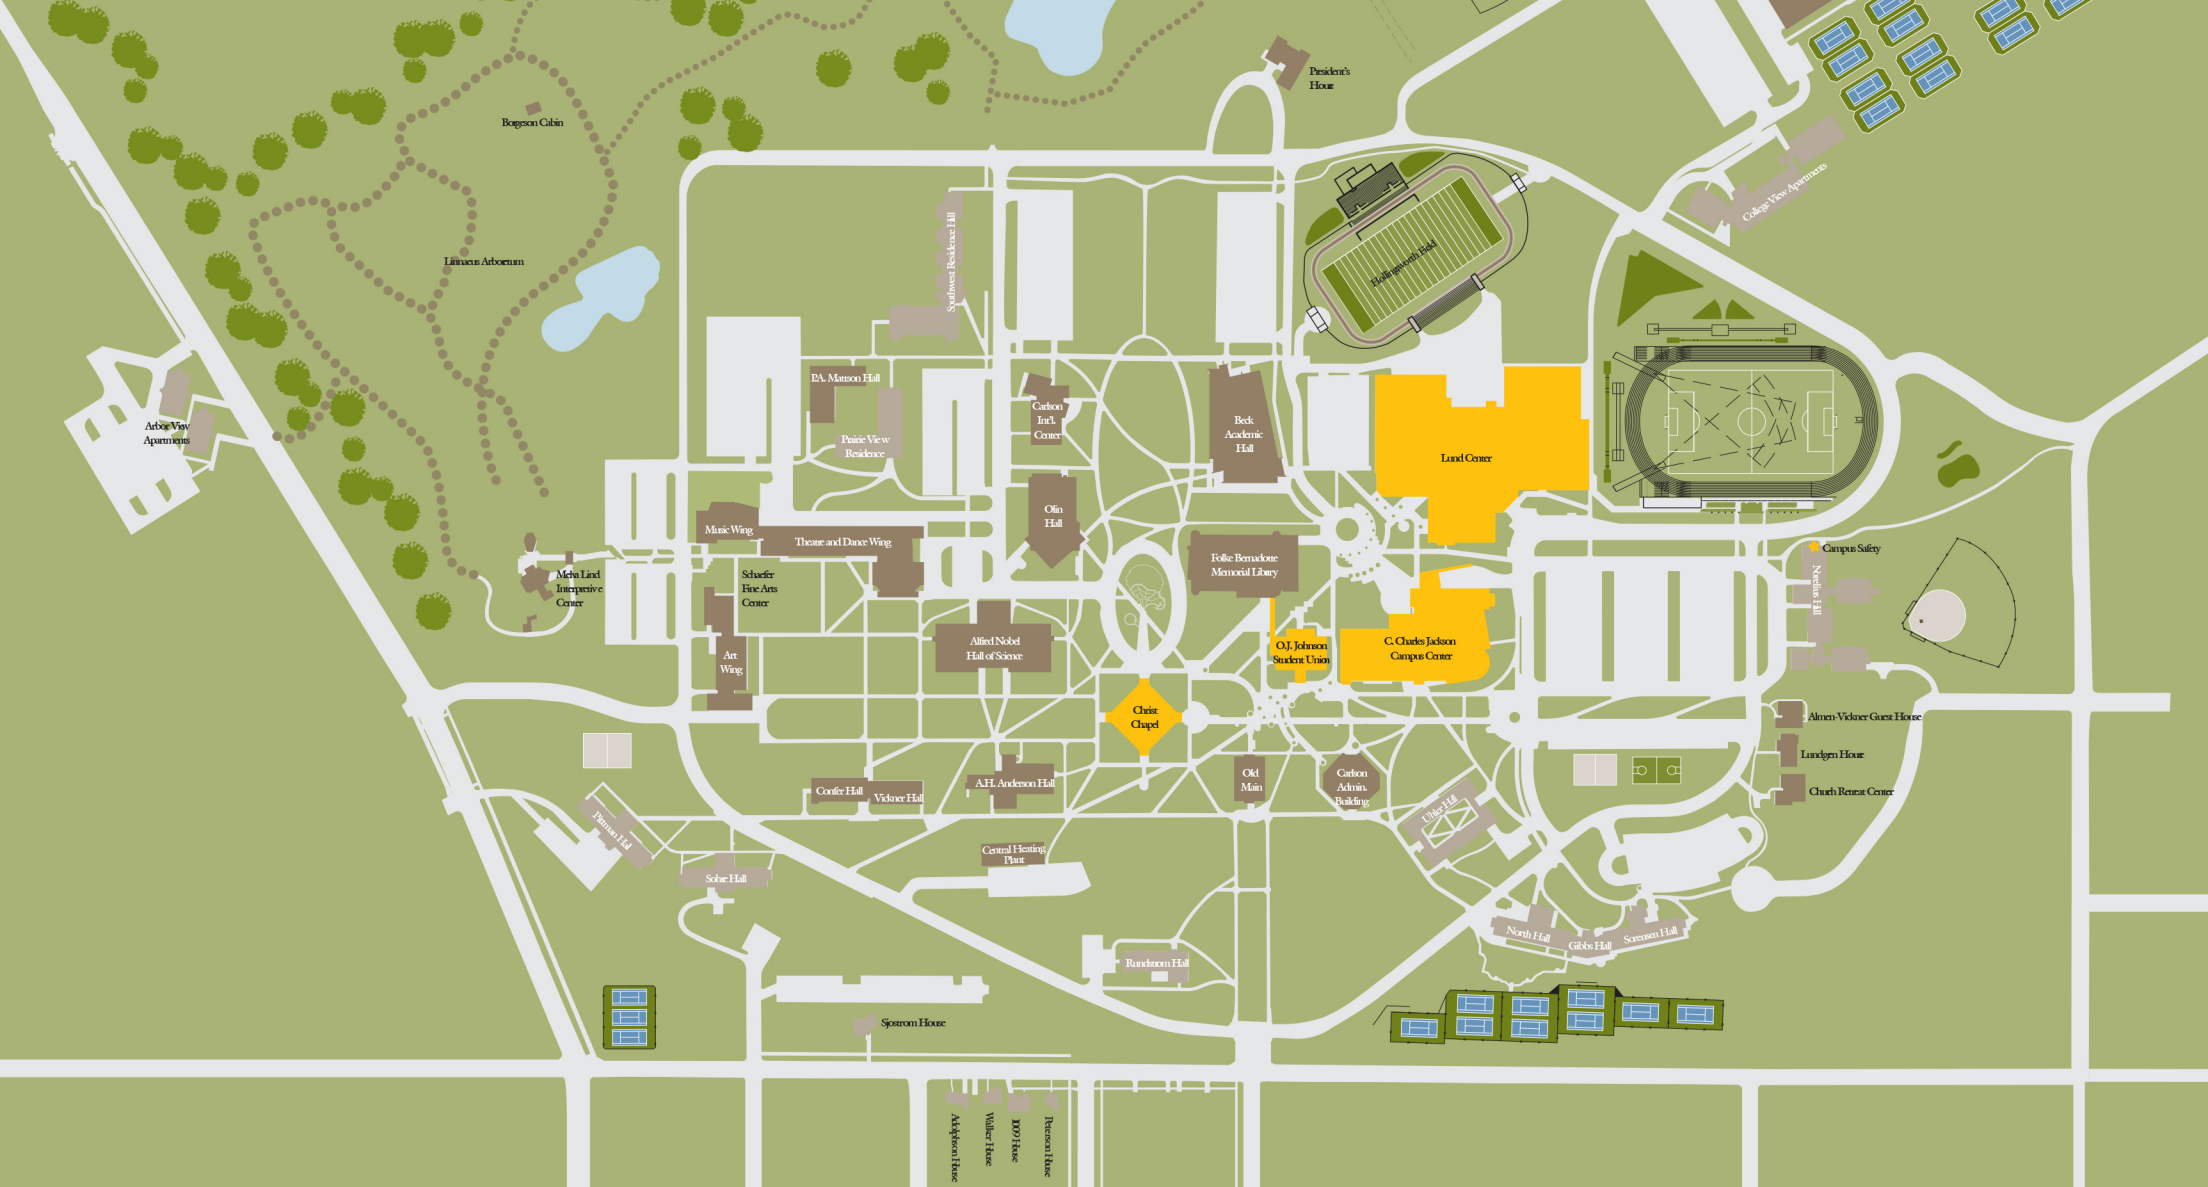 President's
House
Borgeson Cabin
College View Apartments
Southwest Residence Hall
Hollingsworth Field
Linnaeus Arboretum
P.A. Mattson Hall
Carlson
Int'l.
Center
Beck
Academic
Hall
Arbor View
Apartments
Prairie View
Residence
Lund Center
Olin
Hall
Music Wing
Theatre and Dance Wing
Campus Safety
Folke Bernadotte
Memorial Library
Melva Lind
Interpretive
Center
Schaefer
Fine Arts
Center
Norelius Hall
Alfred Nobel
Hall of Science
O.J. Johnson
Student Union
C. Charles Jackson
Campus Center
Art
Wing
Christ
Chapel
Almen-Vickner Guest House
Lundgen House
Church Retreat Center
Old
Main
Carlson
Admin.
Building
A.H. Anderson Hall
Confer Hall
Vickner Hall
Uhler Hall
Pittman Hall
Central Heating
Plant
Sohre Hall
North Hall
Gibbs Hall
Sorensen Hall
Rundstrom Hall
Sjostrom House
Adolphson House
Walker House
1009 House
Peterson House